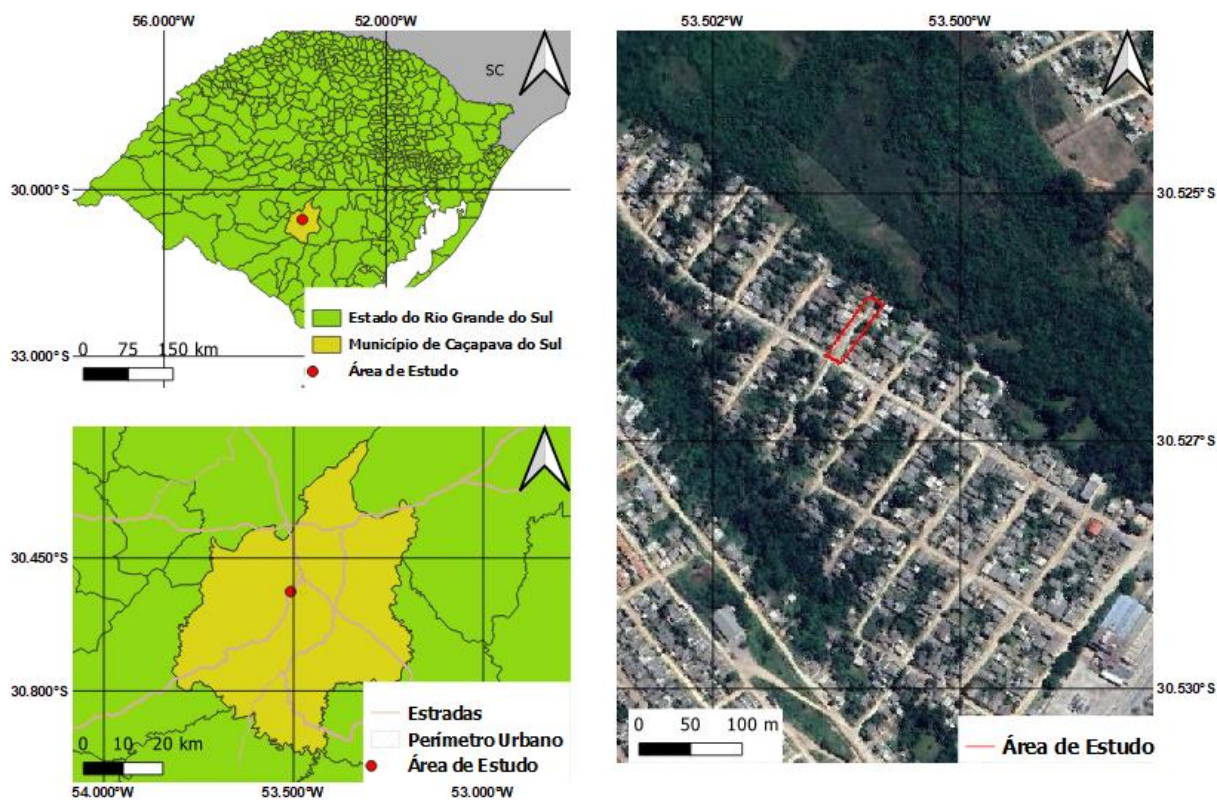 56.000°W 52.000°W
SC
30.000° S
33.000°S
Estado do Rio Grande do Sul
Município de Caçapava do Sul
Área de Estudo
0 75 150 km
30.450°S
30.800°S
Estradas
Perímetro Urbano
Área de Estudo
0 10 20 km
54.000°W 53.500°W 53.000°W
53.502°W 53.500°W
30.525°S
30.527°S
30.530°S
0 50 100 m
Área de Estudo